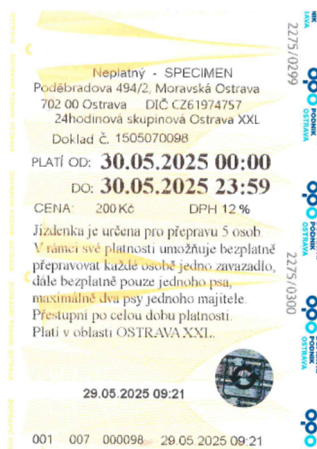 Neplatný - SPECIMEN
Poděbradova 494/2, Moravská Ostrava
702 00 Ostrava DIČ CZ61974757
24hodinová skupinová Ostrava XXL
Doklad č. 1505070098
PLATÍ OD: 30.05.2025 00:00
DO: 30.05.2025 23:59
CENA: 200 Kč DPH 12 %
Jízdenka je určena pro přepravu 5 osob.
V rámci své platnosti umožňuje bezplatně
přepravovat každé osobě jedno zavazadlo,
dále bezplatně pouze jednoho psa,
maximálně dva psy jednoho majitele.
Přestupní po celou dobu platnosti.
Platí v oblasti OSTRAVA XXL.
29.05.2025 09:21
001 007 000098 29.05.2025 09:21
2275/0299
DOPRAVNÍ PODNIK OSTRAVA
2275/0300